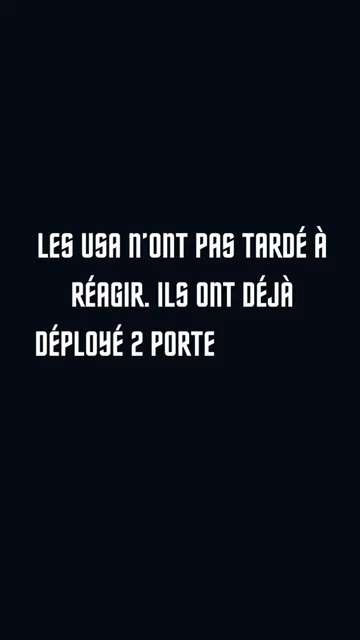 LES USA N'ONT PAS TARDÉ À
RÉAGIR. ILS ONT DÉJÀ
DÉPLOYÉ 2 PORTE